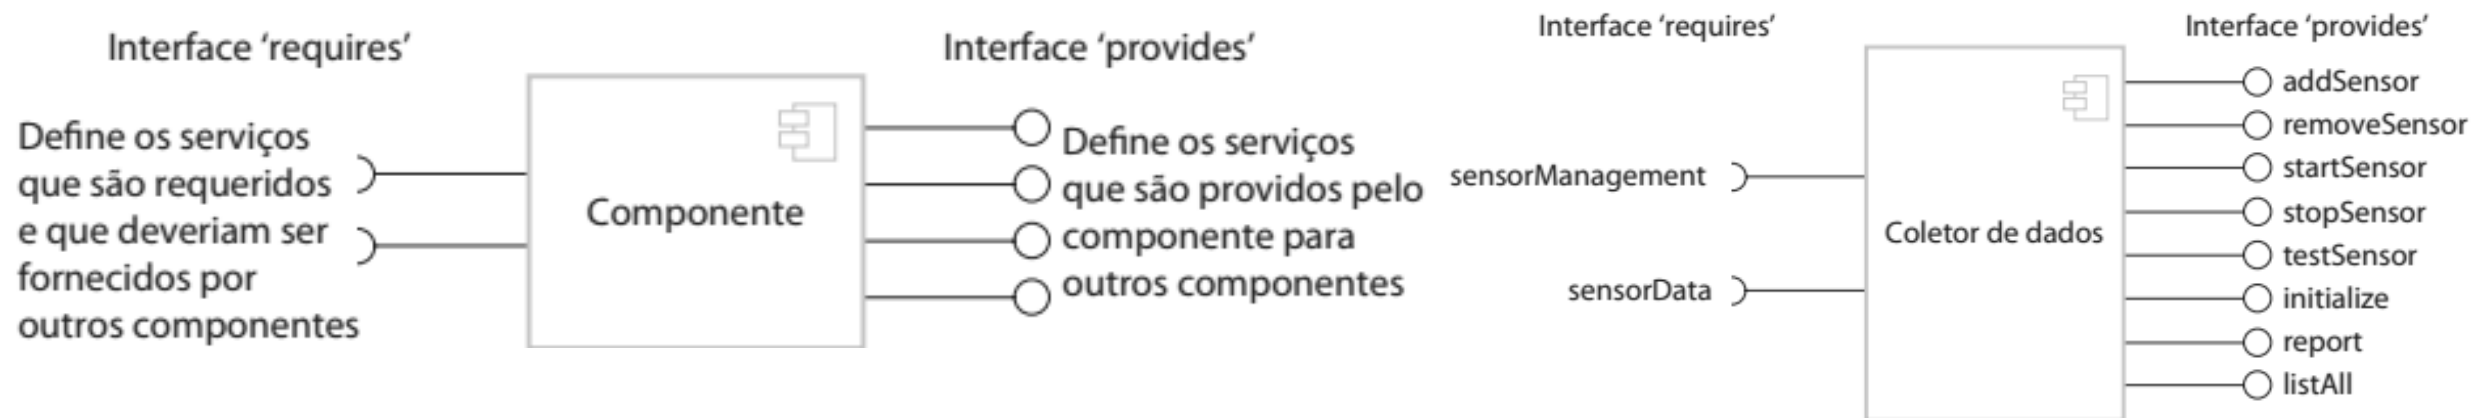 Interface ‘requires’
Interface ‘provides’
Define os serviços
que são requeridos
e que deveriam ser
fornecidos por
outros componentes
Componente
Define os serviços
que são providos pelo
componente para
outros componentes
Interface ‘requires’
Interface ‘provides’
sensorManagement
sensorData
Coletor de dados
addSensor
removeSensor
startSensor
stopSensor
testSensor
initialize
report
listAll